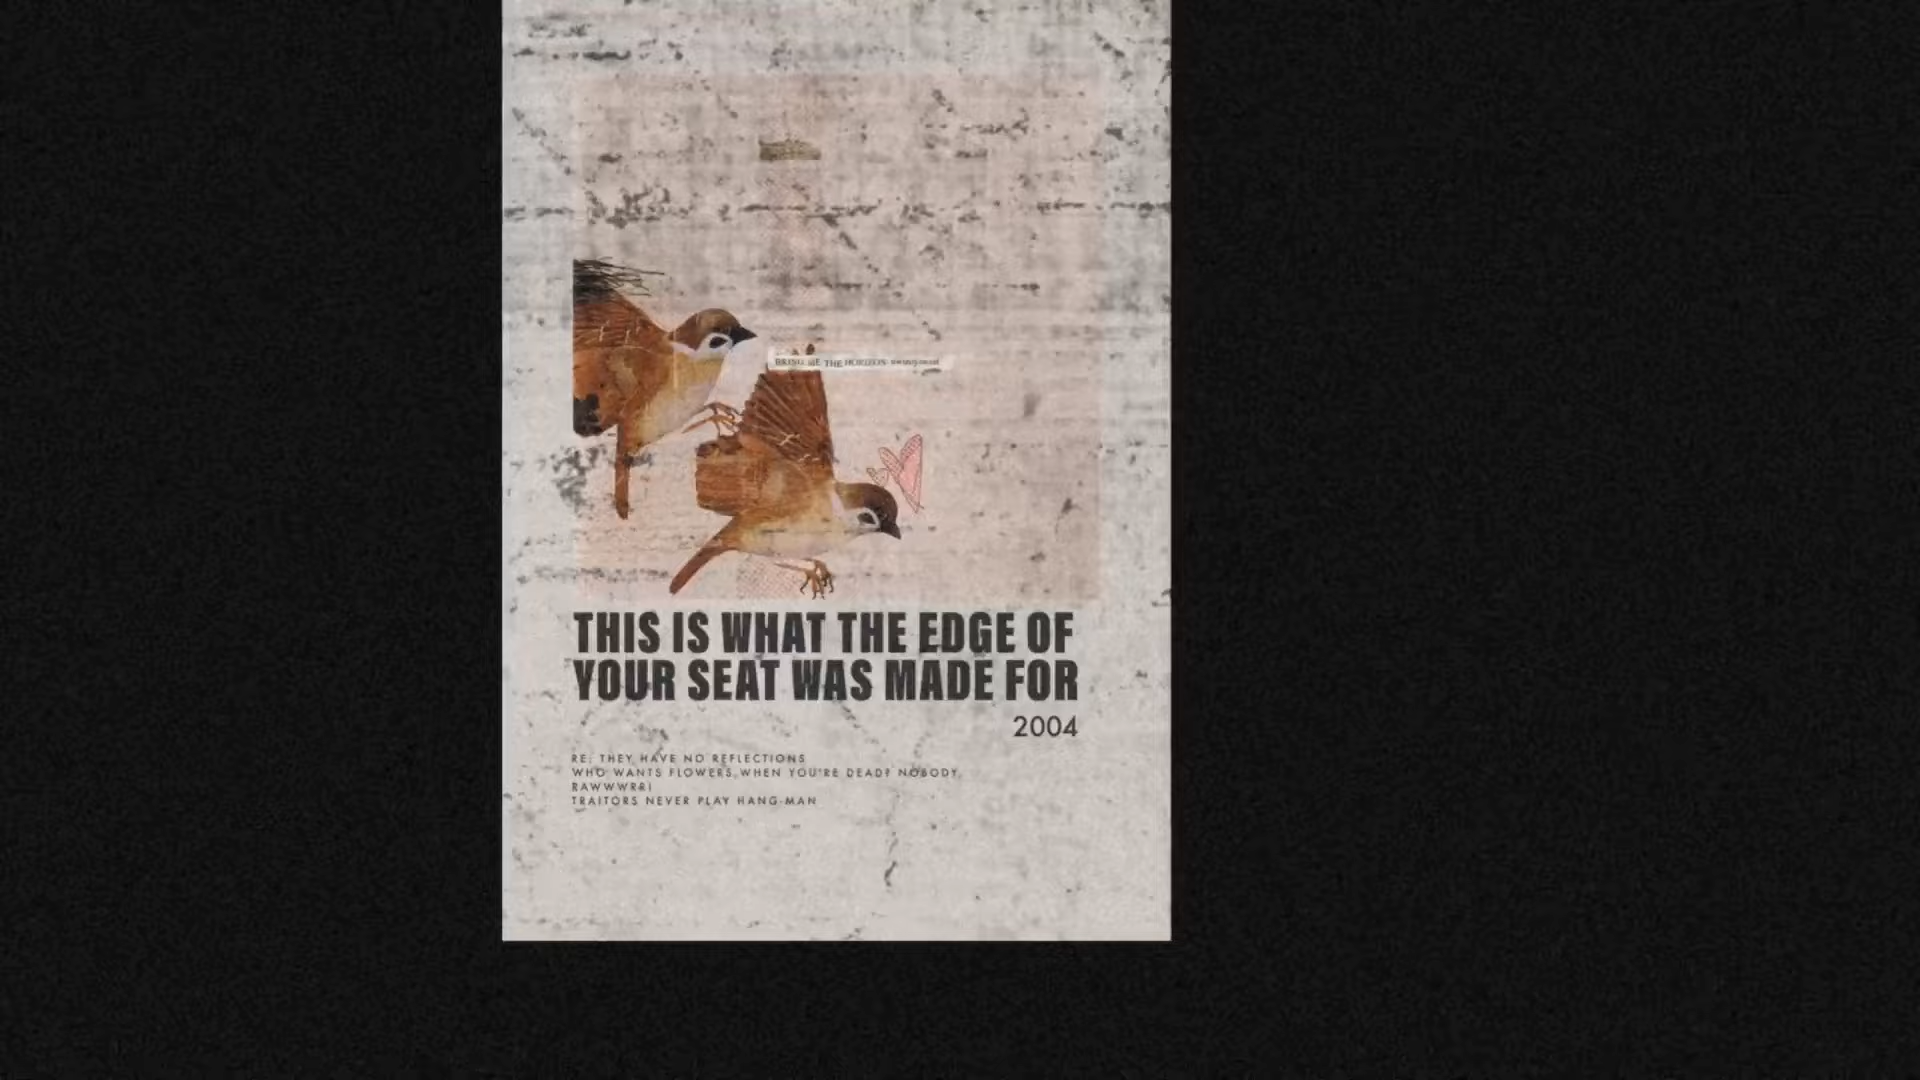 BRING ME THE HORIZON
THIS IS WHAT THE EDGE OF
YOUR SEAT WAS MADE FOR
2004
RE: THEY HAVE NO REFLECTIONS
WHO WANTS FLOWERS WHEN YOU'RE DEAD? NOBODY.
RAWWWRR!
TRAITORS NEVER PLAY HANG-MAN